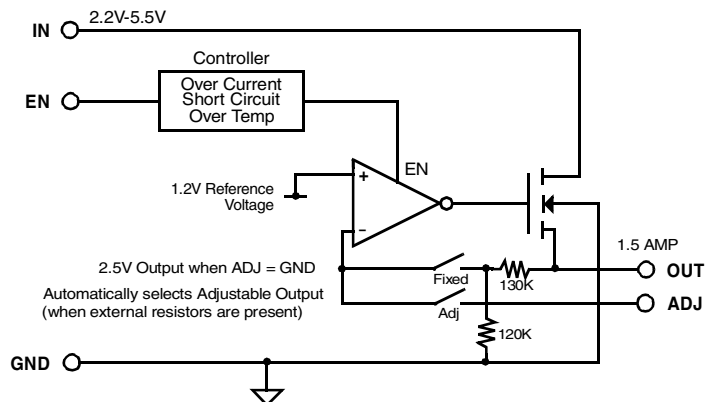 IN
2.2V-5.5V
Controller
EN
Over Current
Short Circuit
Over Temp
EN
+
1.2V Reference
Voltage
–
1.5 AMP
2.5V Output when ADJ = GND
Fixed
130K
OUT
Automatically selects Adjustable Output
(when external resistors are present)
Adj
ADJ
120K
GND